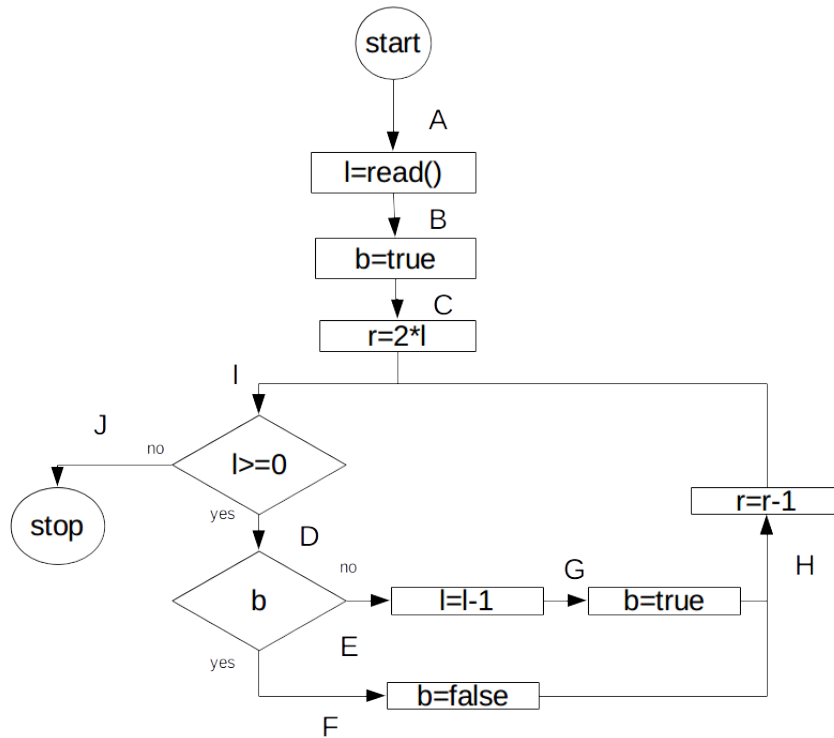 start
A
l=read()
B
b=true
C
r=2*l
I
J
no
l>=0
stop
yes
r=r-1
D
no
G
H
b
l=l-1
b=true
E
yes
b=false
F